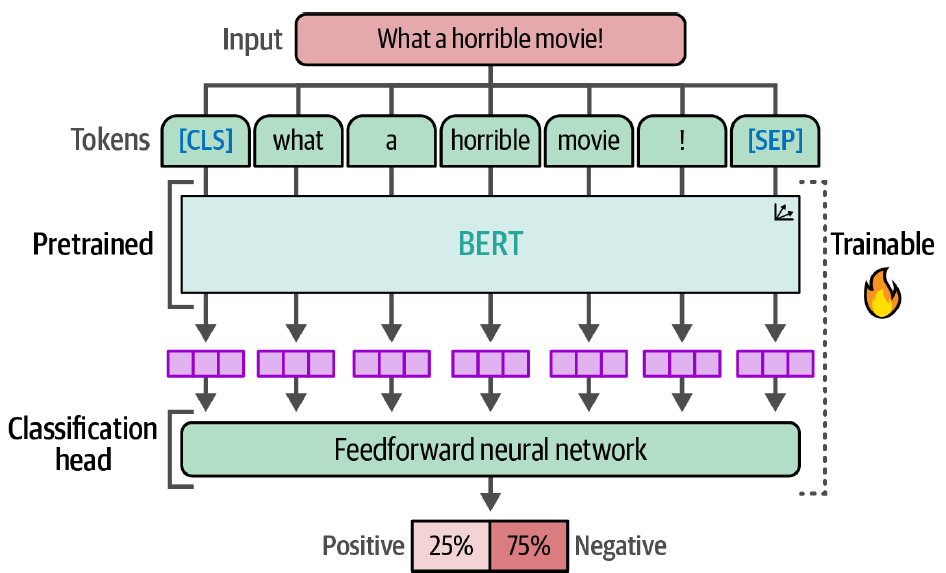 Input What a horrible movie!
Tokens [CLS] what a horrible movie ! [SEP]
Pretrained BERT Trainable
Classification
head
Feedforward neural network
Positive 25% 75% Negative